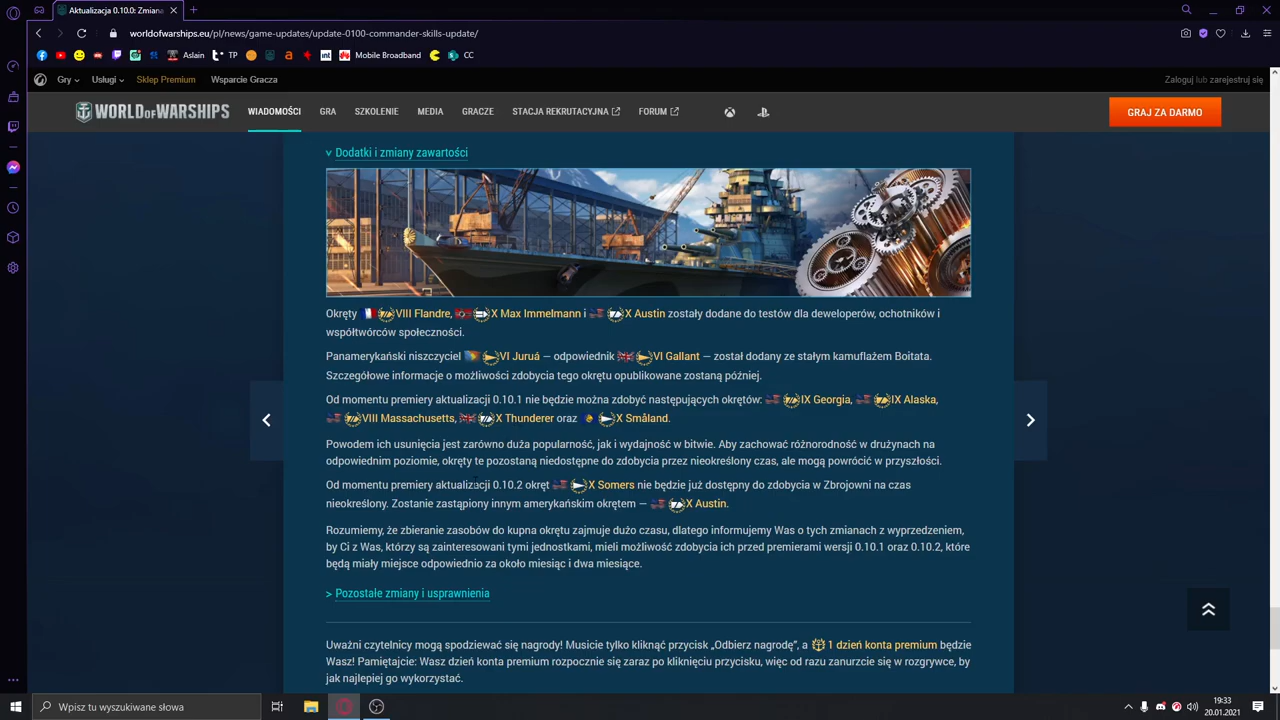 Aktualizacja 0.10.0: Zmiana
worldofwarships.eu/pl/news/game-updates/update-0100-commander-skills-update/
Aslain TP int Mobile Broadband CC
Gry Usługi Sklep Premium Wsparcie Gracza Zaloguj lub zarejestruj się
WORLD OF WARSHIPS WIADOMOŚCI GRA SZKOLENIE MEDIA GRACZE STACJA REKRUTACYJNA FORUM GRAJ ZA DARMO
Dodatki i zmiany zawartości
Okręty VIII Flandre, X Max Immelmann i X Austin zostały dodane do testów dla deweloperów, ochotników i
współtwórców społeczności.
Panamerykański niszczyciel VI Juruá — odpowiednik VI Gallant — został dodany ze stałym kamuflażem Boitata.
Szczegółowe informacje o możliwości zdobycia tego okrętu opublikowane zostaną później.
Od momentu premiery aktualizacji 0.10.1 nie będzie można zdobyć następujących okrętów: IX Georgia, IX Alaska,
VIII Massachusetts, X Thunderer oraz X Småland.
Powodem ich usunięcia jest zarówno duża popularność, jak i wydajność w bitwie. Aby zachować różnorodność w drużynach na
odpowiednim poziomie, okręty te pozostaną niedostępne do zdobycia przez nieokreślony czas, ale mogą powrócić w przyszłości.
Od momentu premiery aktualizacji 0.10.2 okręt X Somers nie będzie już dostępny do zdobycia w Zbrojowni na czas
nieokreślony. Zostanie zastąpiony innym amerykańskim okrętem — X Austin.
Rozumiemy, że zbieranie zasobów do kupna okrętu zajmuje dużo czasu, dlatego informujemy Was o tych zmianach z wyprzedzeniem,
by Ci z Was, którzy są zainteresowani tymi jednostkami, mieli możliwość zdobycia ich przed premierami wersji 0.10.1 oraz 0.10.2, które
będą miały miejsce odpowiednio za około miesiąc i dwa miesiące.
> Pozostałe zmiany i usprawnienia
Uważni czytelnicy mogą spodziewać się nagrody! Musicie tylko kliknąć przycisk „Odbierz nagrodę”, a 1 dzień konta premium będzie
Wasz! Pamiętajcie: Wasz dzień konta premium rozpocznie się zaraz po kliknięciu przycisku, więc od razu zanurzcie się w rozgrywce, by
jak najlepiej go wykorzystać.
Wpisz tu wyszukiwane słowa
19:33
20.01.2021